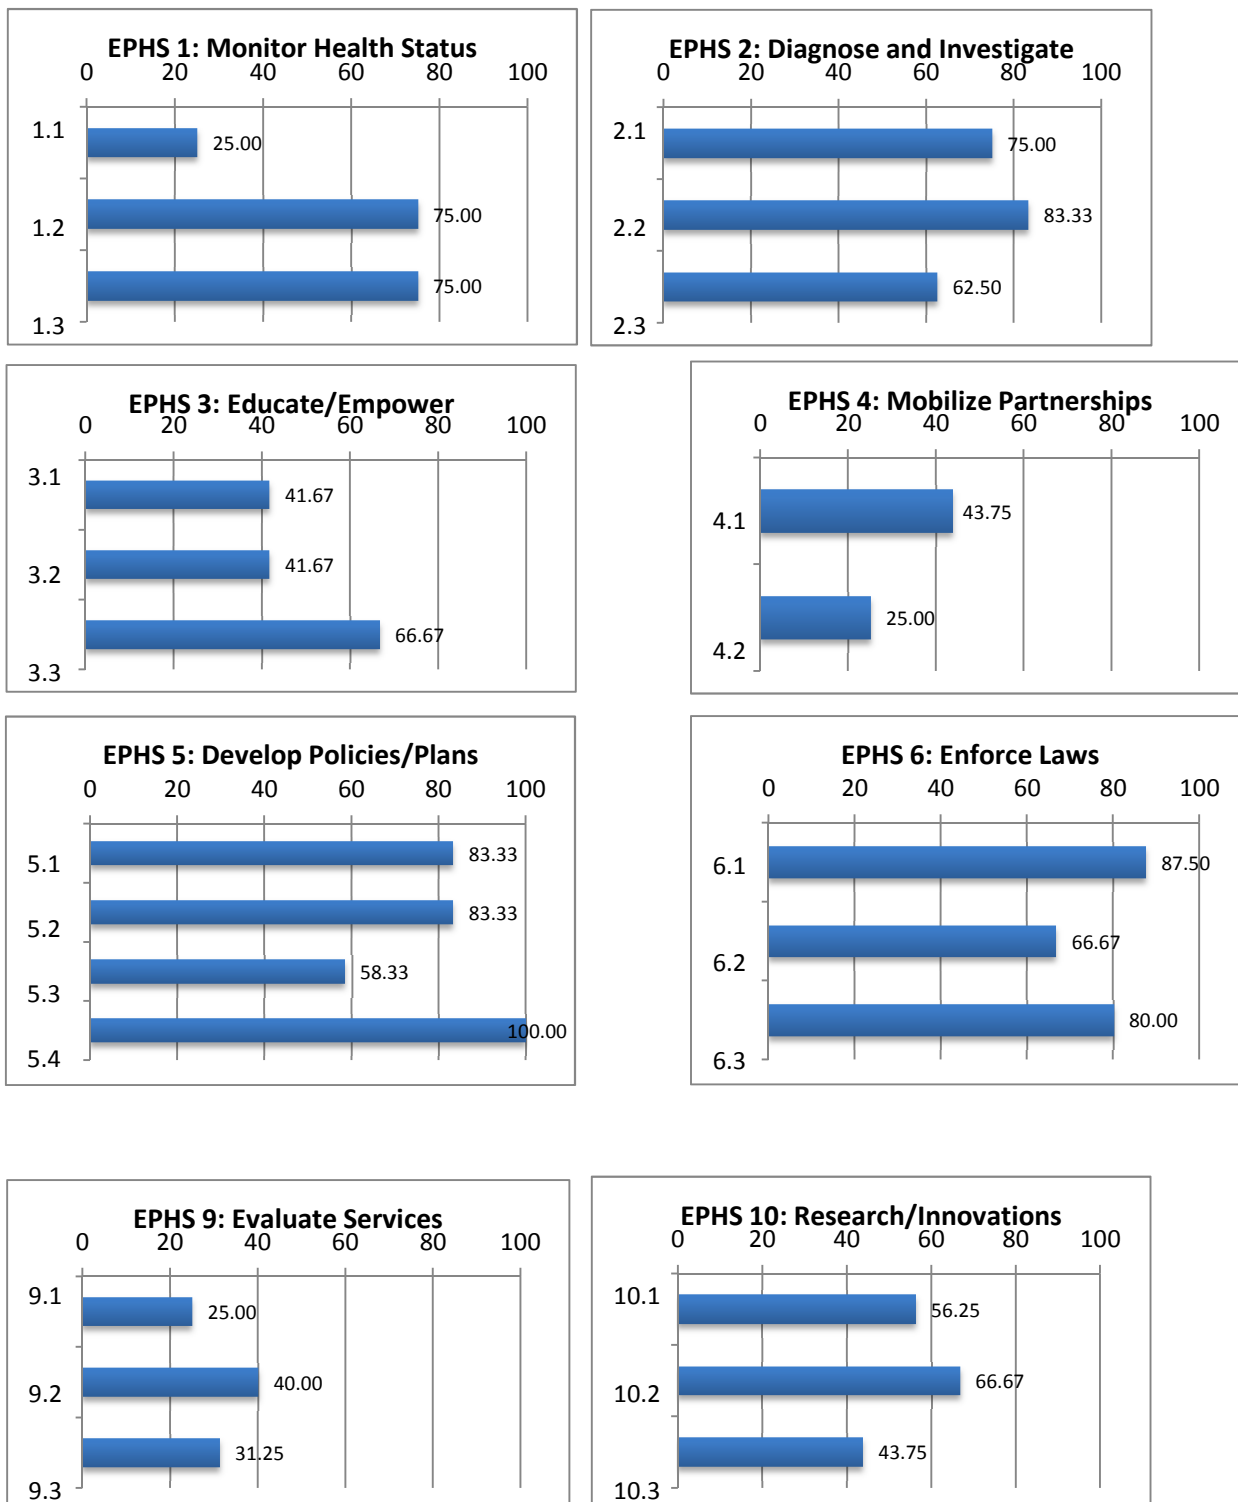 EPHS 1: Monitor Health Status
0 20 40 60 80 100
1.1 25.00
1.2 75.00
1.3 75.00
EPHS 2: Diagnose and Investigate
0 20 40 60 80 100
2.1 75.00
2.2 83.33
2.3 62.50
EPHS 3: Educate/Empower
0 20 40 60 80 100
3.1 41.67
3.2 41.67
3.3 66.67
EPHS 4: Mobilize Partnerships
0 20 40 60 80 100
4.1 43.75
4.2 25.00
EPHS 5: Develop Policies/Plans
0 20 40 60 80 100
5.1 83.33
5.2 83.33
5.3 58.33
5.4 100.00
EPHS 6: Enforce Laws
0 20 40 60 80 100
6.1 87.50
6.2 66.67
6.3 80.00
EPHS 9: Evaluate Services
0 20 40 60 80 100
9.1 25.00
9.2 40.00
9.3 31.25
EPHS 10: Research/Innovations
0 20 40 60 80 100
10.1 56.25
10.2 66.67
10.3 43.75